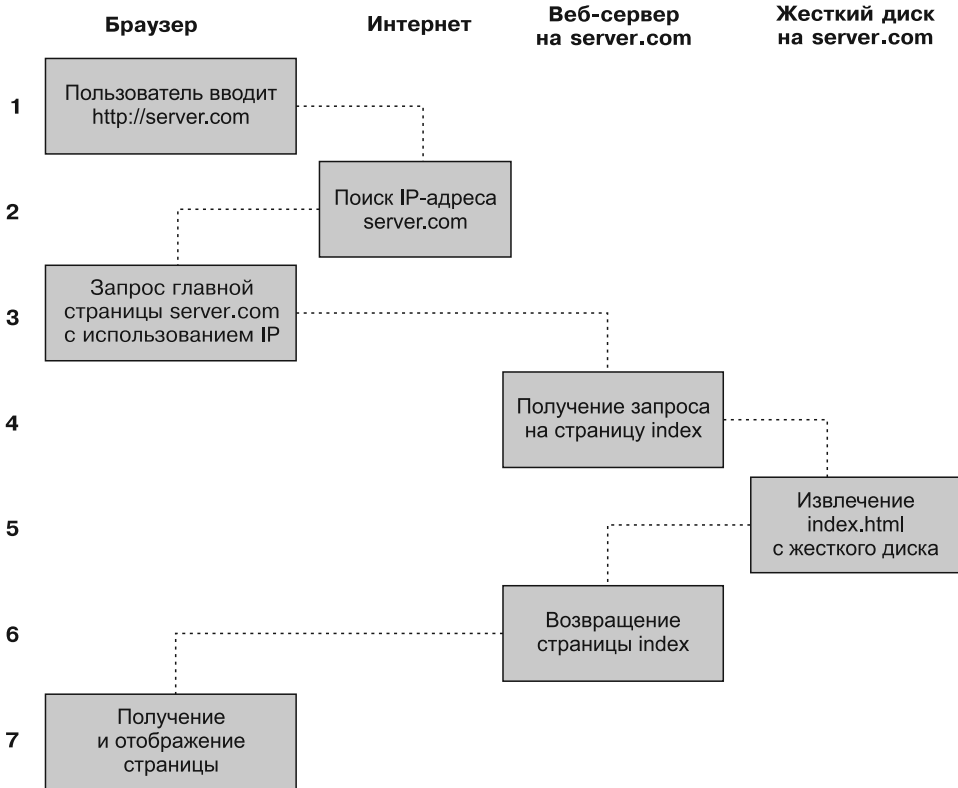 Браузер
Интернет
Веб-сервер
на server.com
Жесткий диск
на server.com
1
Пользователь вводит
http://server.com
2
Поиск IP-адреса
server.com
3
Запрос главной
страницы server.com
с использованием IP
4
Получение запроса
на страницу index
5
Извлечение
index.html
с жесткого диска
6
Возвращение
страницы index
7
Получение
и отображение
страницы